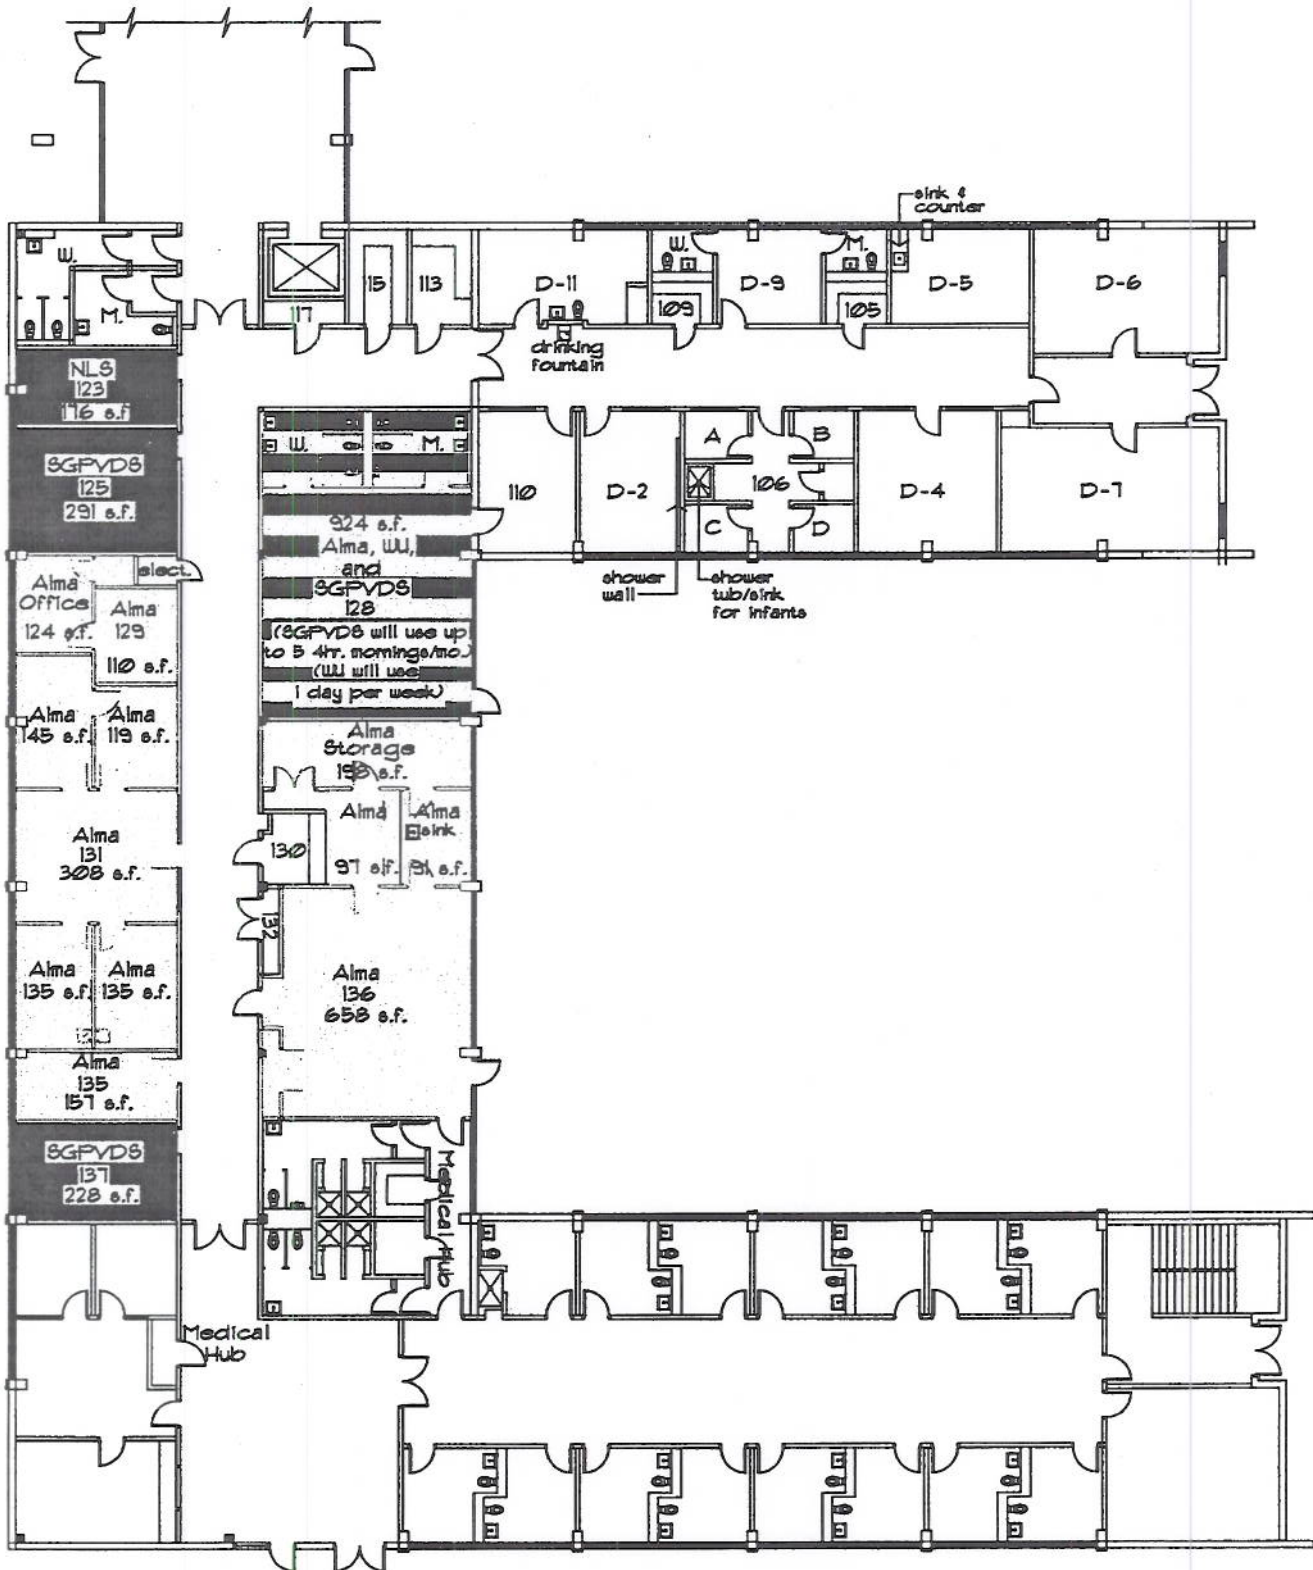 sink &
counter
W.
M.
117
115
113
D-11
W.
109
D-9
M.
105
D-5
D-6
drinking
fountain
NLS
123
176 s.f
SGPVDS
125
291 s.f.
W.
M.
110
D-2
A
B
106
C
D
D-4
D-7
shower
wall
shower
tub/sink
for infants
924 s.f.
Alma, WU,
and
SGPVDS
128
(SGPVDS will use up
to 5 4hr. mornings/mo.)
(WU will use
1 day per week)
elect.
Alma
Office
124 s.f.
Alma
129
110 s.f.
Alma
145 s.f.
Alma
119 s.f.
Alma
Storage
198 s.f.
Alma
97 s.f.
Alma
sink
s.f.
130
132
Alma
131
308 s.f.
Alma
135 s.f.
Alma
135 s.f.
Alma
136
658 s.f.
Alma
135
157 s.f.
SGPVDS
137
228 s.f.
Medical Hub
Medical
Hub